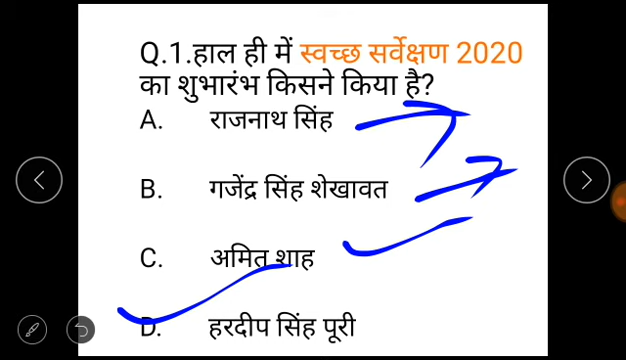 Q.1.हाल ही में स्वच्छ सर्वेक्षण 2020
का शुभारंभ किसने किया है?
A. राजनाथ सिंह
B. गजेंद्र सिंह शेखावत
C. अमित शाह
D. हरदीप सिंह पूरी